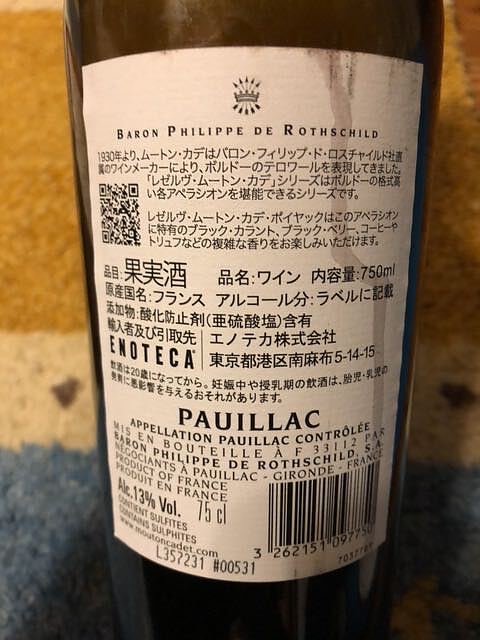 BARON PHILIPPE DE ROTHSCHILD
1930年より、ムートン・カデはバロン・フィリップ・ド・ロスチャイルド社直
属のワインメーカーにより、ボルドーのテロワールを表現してきました。
「レゼルヴ・ムートン・カデ」シリーズはボルドーの格式高
い各アペラシオンを堪能できるシリーズです。
レゼルヴ・ムートン・カデ・ポイヤックはこのアペラシオン
に特有のブラック・カラント、ブラック・ベリー、コーヒーや
トリュフなどの複雑な香りをお楽しみいただけます。
品目:果実酒 品名:ワイン 内容量:750ml
原産国名:フランス アルコール分:ラベルに記載
添加物:酸化防止剤(亜硫酸塩)含有
輸入者及び引取先 エノテカ株式会社
ENOTECA 東京都港区南麻布5-14-15
飲酒は20歳になってから。妊娠中や授乳期の飲酒は、胎児・乳児の
発育に悪影響を与えるおそれがあります。
PAUILLAC
APPELLATION PAUILLAC CONTRÔLÉE
MIS EN BOUTEILLE À F 33112 PAR
BARON PHILIPPE DE ROTHSCHILD, S.A.
NÉGOCIANTS À PAUILLAC - GIRONDE - FRANCE
PRODUCT OF FRANCE
PRODUIT EN FRANCE
Alc.13% Vol. 75 cl
CONTIENT SULFITES
CONTAINS SULPHITES
www.moutoncadet.com
L357231 #00531
3 262151 097750